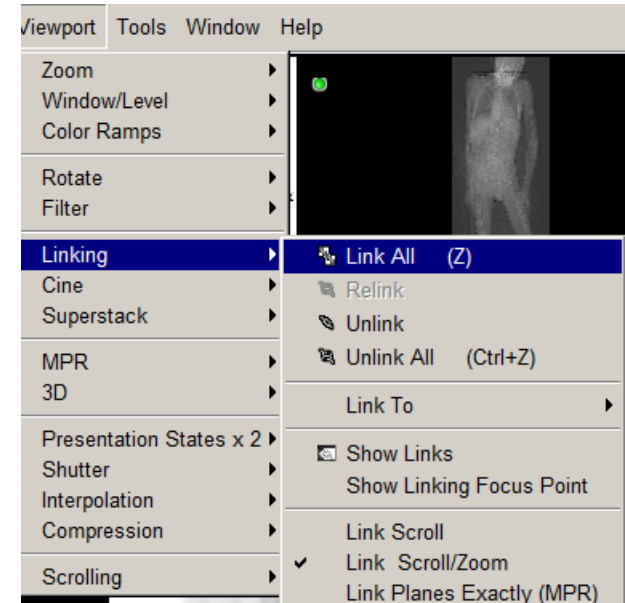 Viewport Tools Window Help
Zoom
Window/Level
Color Ramps
Rotate
Filter
Linking
Cine
Superstack
MPR
3D
Presentation States x 2
Shutter
Interpolation
Compression
Scrolling
Link All (Z)
Relink
Unlink
Unlink All (Ctrl+Z)
Link To
Show Links
Show Linking Focus Point
Link Scroll
Link Scroll/Zoom
Link Planes Exactly (MPR)